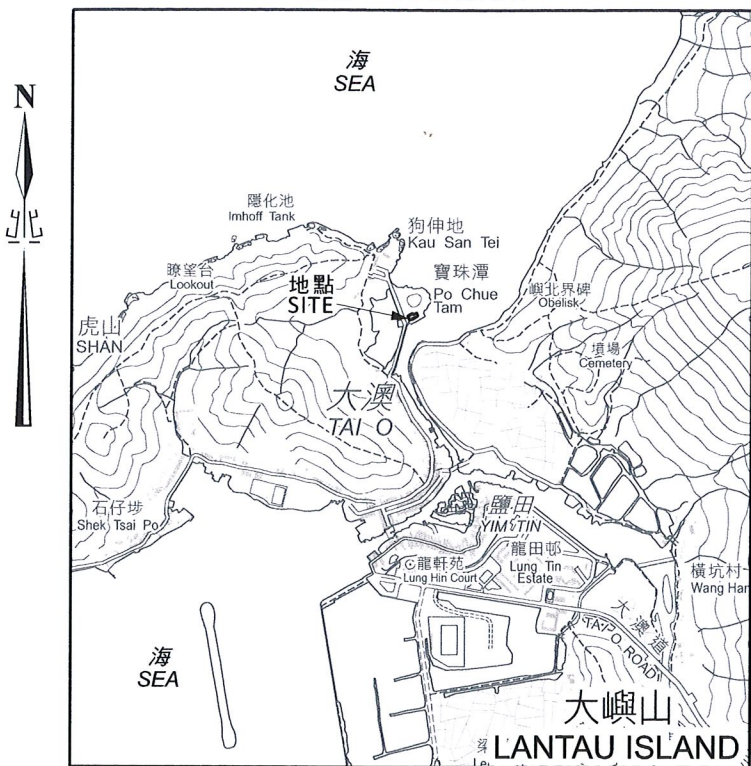 海
SEA
N
隱化池
Imhoff Tank
狗伸地
Kau San Tei
瞭望台
Lookout
寶珠潭
Po Chue
Tam
地點
SITE
嶼北界碑
Obelisk
虎山
SHAN
墳場
Cemetery
大澳
TAI O
石仔埗
Shek Tsai Po
鹽田
YIM TIN
龍田邨
Lung Tin
Estate
龍軒苑
Lung Hin Court
橫坑村
Wang Han
大澳道
TAI O ROAD
海
SEA
大嶼山
LANTAU ISLAND